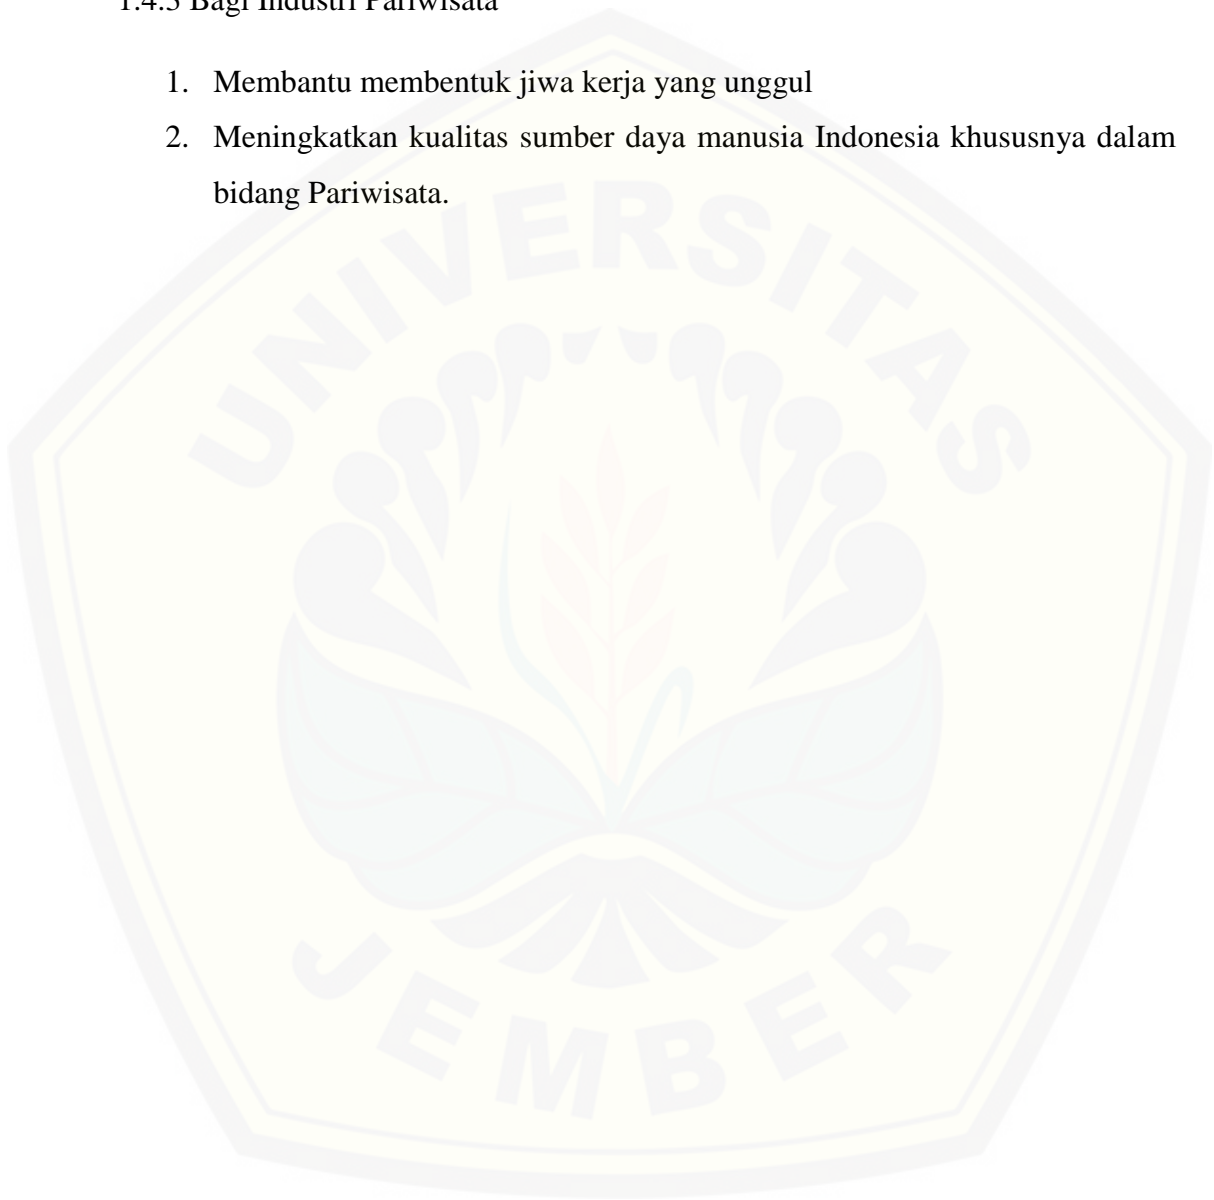 1.4.3 Bagi Industri Pariwisata
1. Membantu membentuk jiwa kerja yang unggul
2. Meningkatkan kualitas sumber daya manusia Indonesia khususnya dalam
bidang Pariwisata.
UNIVERSITAS
JEMBER